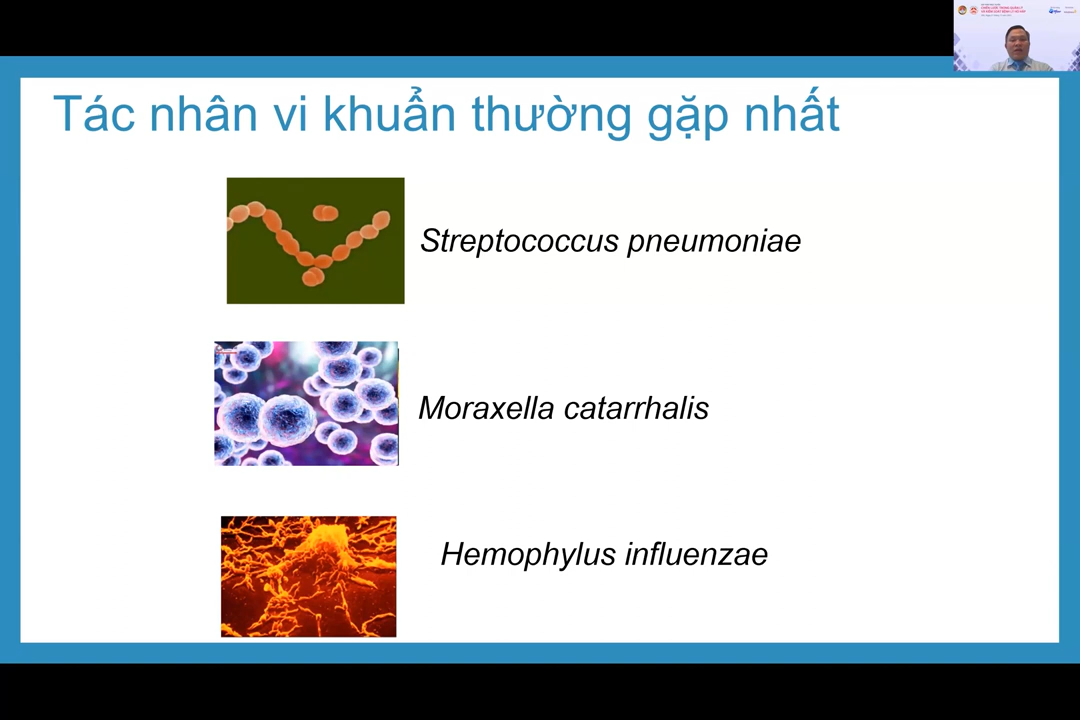 Tác nhân vi khuẩn thường gặp nhất
Streptococcus pneumoniae
Moraxella catarrhalis
Hemophylus influenzae